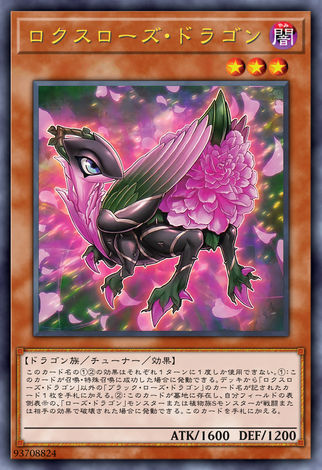 ロクスローズ・ドラゴン
やみ
闇
【ドラゴン族／チューナー／効果】
このカード名の①②の効果はそれぞれ１ターンに１度しか使用できない。①：こ
のカードが召喚・特殊召喚に成功した場合に発動できる。デッキから「ロクス
ローズ・ドラゴン」以外の「ブラック・ローズ・ドラゴン」のカード名が記されたカー
ド１枚を手札に加える。②：このカードが墓地に存在し、自分フィールドの表
側表示の、「ローズ・ドラゴン」モンスターまたは植物族Sモンスターが戦闘また
は相手の効果で破壊された場合に発動できる。このカードを手札に加える。
ATK/1600 DEF/1200
93708824